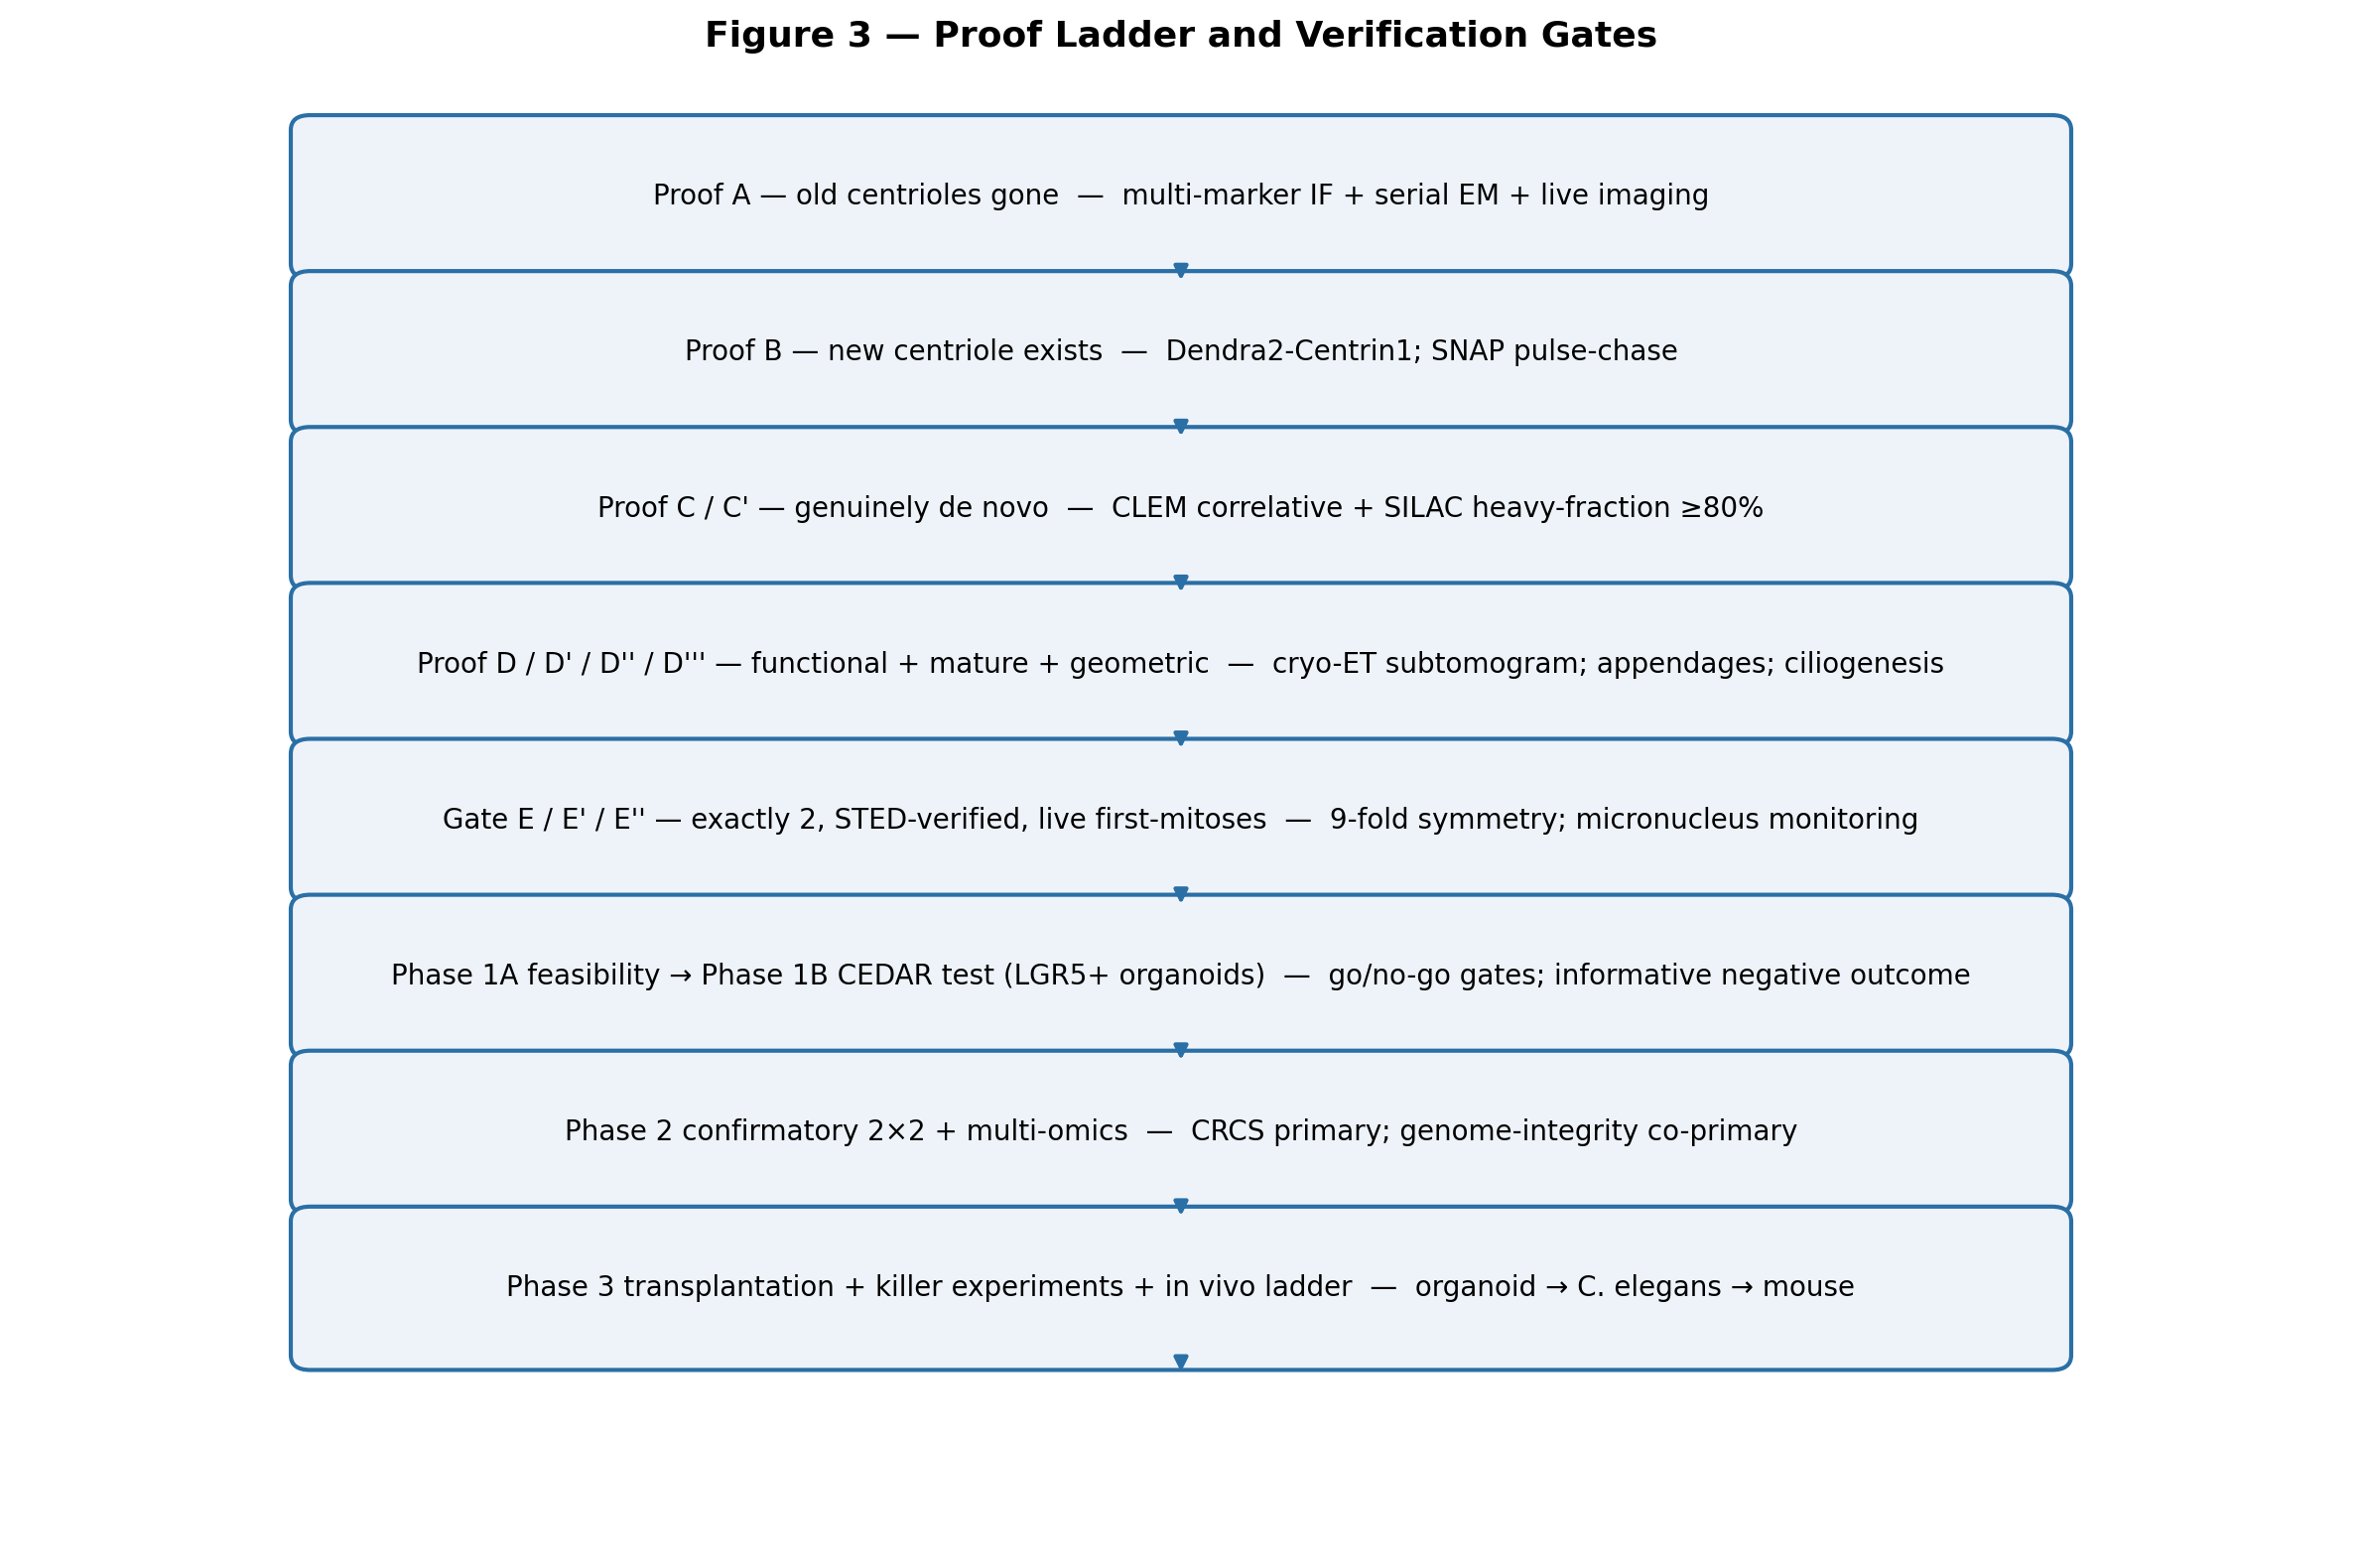 Figure 3 — Proof Ladder and Verification Gates
Proof A — old centrioles gone — multi-marker IF + serial EM + live imaging
Proof B — new centriole exists — Dendra2-Centrin1; SNAP pulse-chase
Proof C / C' — genuinely de novo — CLEM correlative + SILAC heavy-fraction ≥80%
Proof D / D' / D'' / D''' — functional + mature + geometric — cryo-ET subtomogram; appendages; ciliogenesis
Gate E / E' / E'' — exactly 2, STED-verified, live first-mitoses — 9-fold symmetry; micronucleus monitoring
Phase 1A feasibility → Phase 1B CEDAR test (LGR5+ organoids) — go/no-go gates; informative negative outcome
Phase 2 confirmatory 2×2 + multi-omics — CRCS primary; genome-integrity co-primary
Phase 3 transplantation + killer experiments + in vivo ladder — organoid → C. elegans → mouse